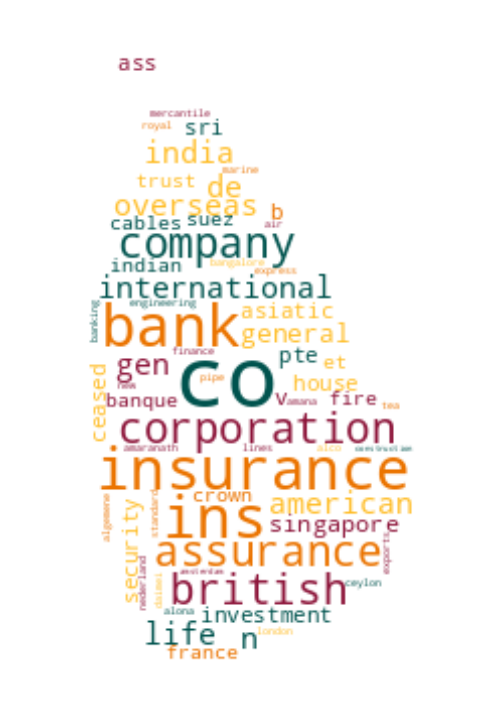 ass
mercantile
royal sri
india
marine
trust de
overseas b
cables suez air
company
indian bangalore
express
international
banking engineering asiatic
bank general
finance pte
gen et
pipe house
new co
ceased banque v amana fire tea
corporation
amaranath lines alco construction
insurance
crown american
algemene standard ins
singapore
security assurance exports
amsterdam
nederland daimei british ceylon
alona investment
life n london
france